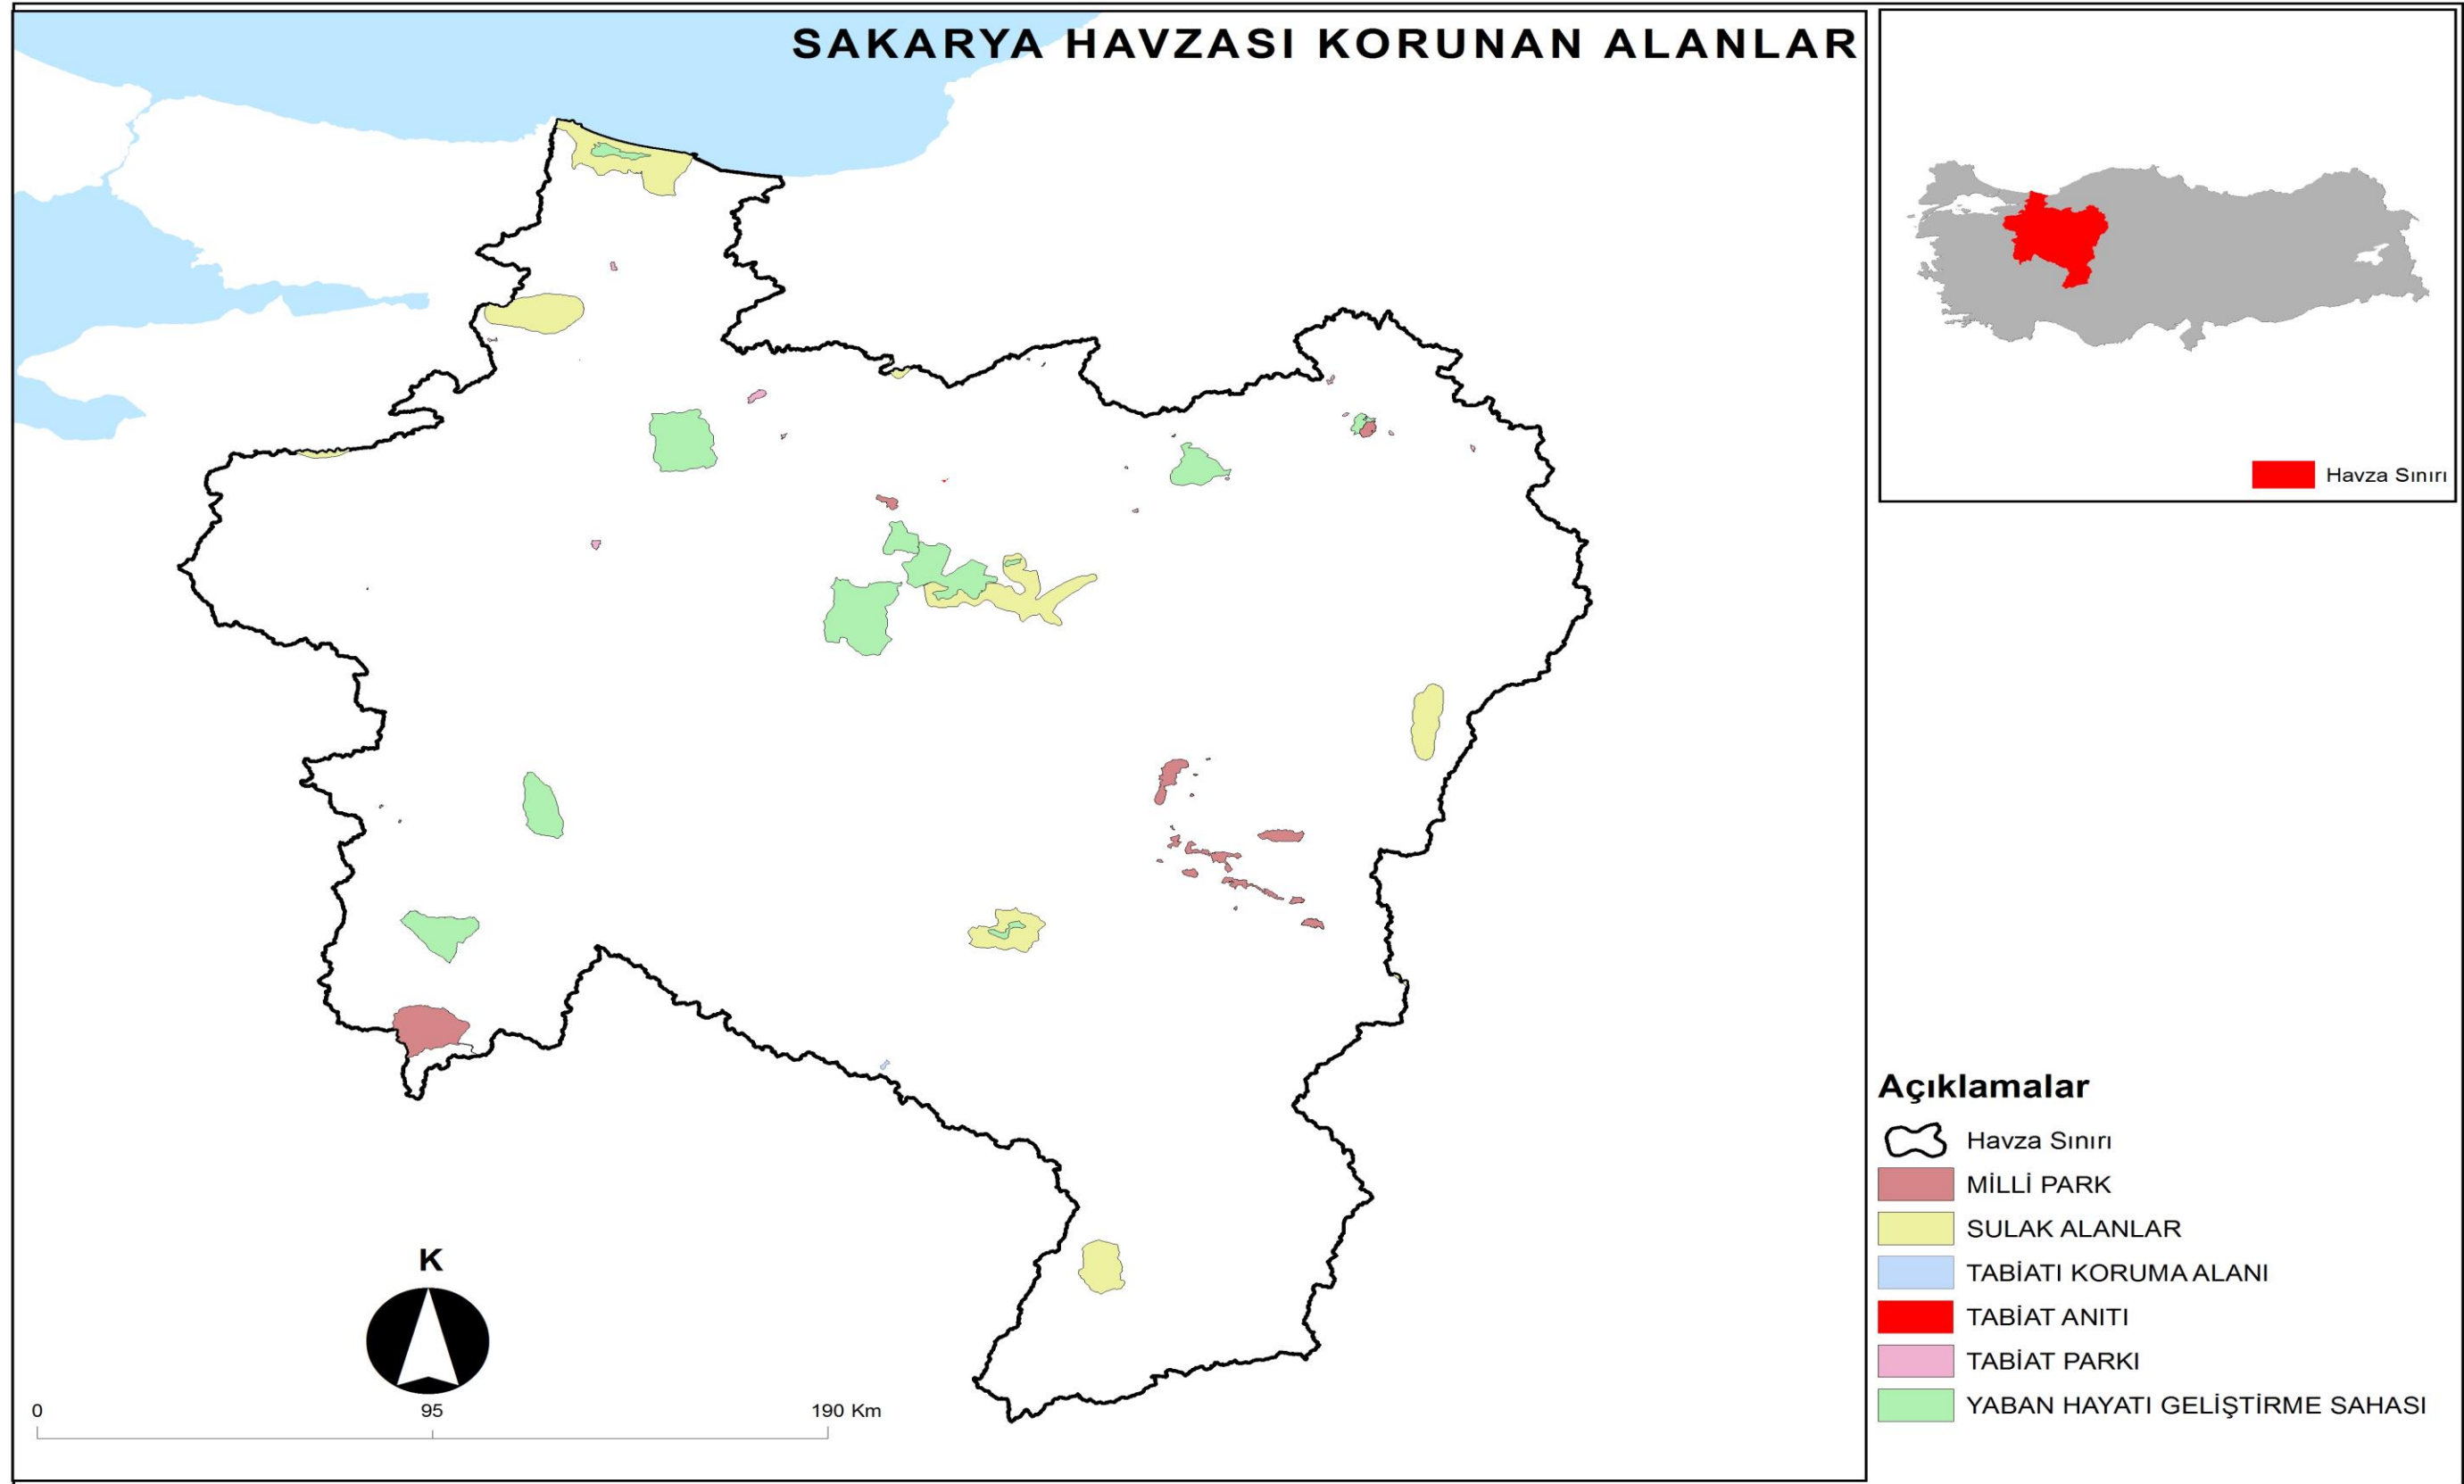 SAKARYA HAVZASI KORUNAN ALANLAR
Havza Sınırı
Açıklamalar
Havza Sınırı
MİLLİ PARK
SULAK ALANLAR
TABİATI KORUMA ALANI
TABİAT ANITI
TABİAT PARKI
YABAN HAYATI GELİŞTİRME SAHASI
K
0 95 190 Km